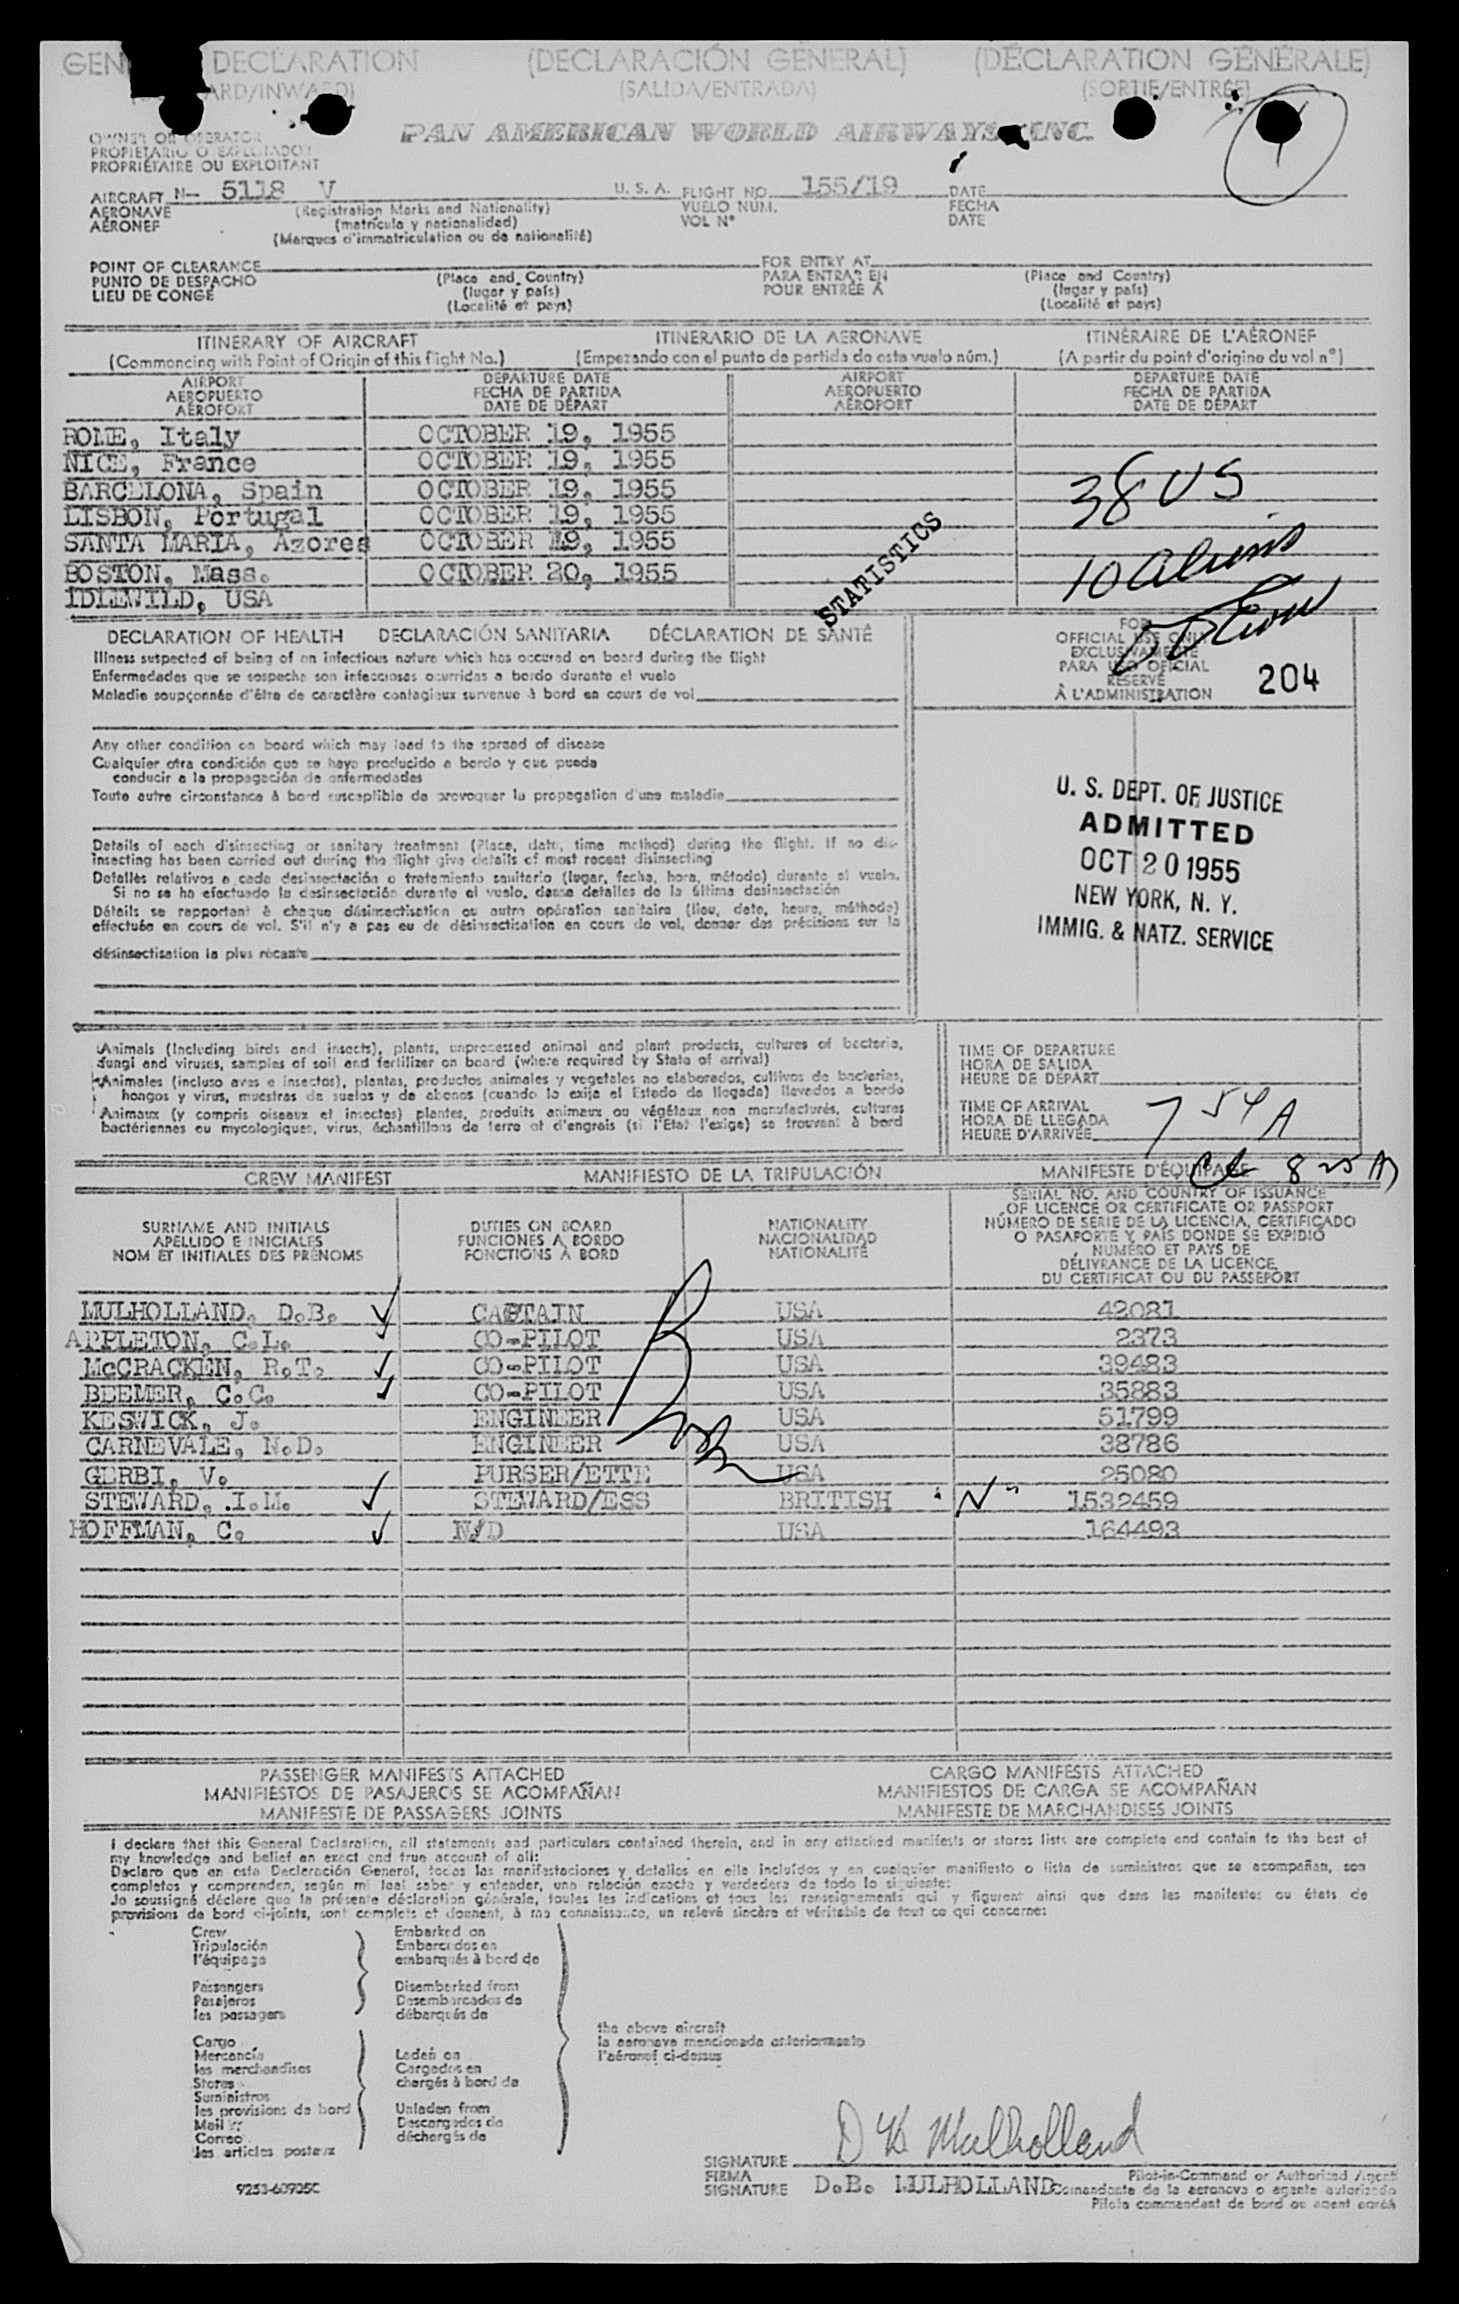 GEN DECLARATION (DECLARACIÓN GENERAL) (DÉCLARATION GÉNÉRALE)
ARD/INWARD) (SALIDA/ENTRADA) (SORTIE/ENTRÉE)
OWNER OR OPERATOR
PROPIETARIO O EXPLOTADOR
PROPRIÉTAIRE OU EXPLOITANT
PAN AMERICAN WORLD AIRWAYS, INC.
AIRCRAFT N- 5118 V U. S. A. FLIGHT NO. 155/19 DATE
AERONAVE (Registration Marks and Nationality) VUELO NUM. FECHA
AÉRONEF (matrícula y nacionalidad) VOL Nº DATE
(Marques d'immatriculation ou de nationalité)
POINT OF CLEARANCE FOR ENTRY AT
PUNTO DE DESPACHO (Place and Country) PARA ENTRAR EN (Place and Country)
LIEU DE CONGÉ (lugar y país) POUR ENTRÉE À (lugar y país)
(Localité et pays) (Localité et pays)
ITINERARY OF AIRCRAFT ITINERARIO DE LA AERONAVE ITINÉRAIRE DE L'AÉRONEF
(Commencing with Point of Origin of this flight No.) (Empezando con el punto de partida de este vuelo núm.) (A partir du point d'origine du vol nº)
AIRPORT DEPARTURE DATE AIRPORT DEPARTURE DATE
AEROPUERTO FECHA DE PARTIDA AEROPUERTO FECHA DE PARTIDA
AÉROPORT DATE DE DÉPART AÉROPORT DATE DE DÉPART
ROME, Italy OCTOBER 19, 1955
NICE, France OCTOBER 19, 1955
BARCELONA, Spain OCTOBER 19, 1955
LISBON, Portugal OCTOBER 19, 1955
SANTA MARIA, Azores OCTOBER 19, 1955
BOSTON, Mass. OCTOBER 20, 1955
IDLEWILD, USA
38 US
10 aliens
STATISTICS
DECLARATION OF HEALTH DECLARACIÓN SANITARIA DÉCLARATION DE SANTÉ
Illness suspected of being of an infectious nature which has occured on board during the flight
Enfermedades que se sospecha son infecciosas ocurridas a bordo durante el vuelo
Maladie soupçonnée d'être de caractère contagieux survenue à bord en cours de vol
FOR
OFFICIAL USE ONLY
EXCLUSIVAMENTE
PARA USO OFICIAL
RÉSERVÉ
À L'ADMINISTRATION
204
Any other condition on board which may lead to the spread of disease
Cualquier otra condición que se haya producido a bordo y que pueda
conducir a la propagación de enfermedades
Toute autre circonstance à bord susceptible de provoquer la propagation d'une maladie
Details of each disinsecting or sanitary treatment (Place, date, time method) during the flight. If no dis-
insecting has been carried out during the flight give details of most recent disinsecting
Detalles relativos a cada desinsectación o tratamiento sanitario (lugar, fecha, hora, método) durante el vuelo.
Si no se ha efectuado la desinsectación durante el vuelo, dense detalles de la última desinsectación
Détails se rapportant à chaque désinsectisation ou autre opération sanitaire (lieu, date, heure, méthode)
effectuée en cours de vol. S'il n'y a pas eu de désinsectisation en cours de vol, donner des précisions sur la
désinsectisation la plus récente
U. S. DEPT. OF JUSTICE
ADMITTED
OCT 20 1955
NEW YORK, N. Y.
IMMIG. & NATZ. SERVICE
Animals (Including birds and insects), plants, unprocessed animal and plant products, cultures of bacteria,
fungi and viruses, samples of soil and fertilizer on board (where required by State of arrival)
Animales (incluso aves e insectos), plantas, productos animales y vegetales no elaborados, cultivos de bacterias,
hongos y virus, muestras de suelos y de abonos (cuando lo exija el Estado de llegada) llevados a bordo
Animaux (y compris oiseaux et insectes) plantes, produits animaux ou végétaux non manufacturés, cultures
bactériennes ou mycologiques, virus, échantillons de terre et d'engrais (si l'Etat l'exige) se trouvant à bord
TIME OF DEPARTURE
HORA DE SALIDA
HEURE DE DÉPART
TIME OF ARRIVAL
HORA DE LLEGADA
HEURE D'ARRIVÉE
7 54 A
CREW MANIFEST MANIFIESTO DE LA TRIPULACIÓN MANIFESTE D'ÉQUIPAGE
8 25 A
SURNAME AND INITIALS
APELLIDO E INICIALES
NOM ET INITIALES DES PRÉNOMS
DUTIES ON BOARD
FUNCIONES A BORDO
FONCTIONS À BORD
NATIONALITY
NACIONALIDAD
NATIONALITÉ
SERIAL NO. AND COUNTRY OF ISSUANCE
OF LICENCE OR CERTIFICATE OR PASSPORT
NÚMERO DE SERIE DE LA LICENCIA, CERTIFICADO
O PASAPORTE Y PAÍS DONDE SE EXPIDIÓ
NUMÉRO ET PAYS DE
DÉLIVRANCE DE LA LICENCE
DU CERTIFICAT OU DU PASSEPORT
MULHOLLAND, D.B. CAPTAIN USA 42081
APPLETON, C.L. CO-PILOT USA 2373
McCRACKEN, R.T. CO-PILOT USA 39483
BEEMER, C.C. CO-PILOT USA 35883
KESWICK, J. ENGINEER USA 51799
CARNEVALE, N.D. ENGINEER USA 38786
GERBI, V. PURSER/ETTE USA 25080
STEWARD, I.M. STEWARD/ESS BRITISH "N" 1532459
HOFFMAN, C. N/D USA 164493
PASSENGER MANIFESTS ATTACHED CARGO MANIFESTS ATTACHED
MANIFIESTOS DE PASAJEROS SE ACOMPAÑAN MANIFIESTOS DE CARGA SE ACOMPAÑAN
MANIFESTE DE PASSAGERS JOINTS MANIFESTE DE MARCHANDISES JOINTS
I declare that this General Declaration, all statements and particulars contained therein, and in any attached manifests or stores lists are complete and contain to the best of
my knowledge and belief an exact and true account of all:
Declaro que en esta Declaración General, todas las manifestaciones y detalles en ella incluídos y en cualquier manifiesto o lista de suministros que se acompañan, son
completos y comprenden, según mi leal saber y entender, una relación exacta y verdadera de todo lo siguiente:
Je soussigné déclare que la présente déclaration générale, toutes les indications et tous les renseignements qui y figurent ainsi que dans les manifestes ou états de
provisions de bord ci-joints, sont complets et donnent, à ma connaissance, un relevé sincère et véritable de tout ce qui concerne:
Crew Embarked on
Tripulación Embarcados en
l'équipage embarqués à bord de
Passengers Disembarked from
Pasajeros Desembarcados de
les passagers débarqués de
the above aircraft
la aeronave mencionada anteriormente
l'aéronef ci-dessus
Cargo
Mercancía Laden on
les merchandises Cargados en
Stores chargés à bord de
Suministros
les provisions de bord Unladen from
Mail Descargados de
Correo déchargés de
les articles postaux
D B Mulholland
SIGNATURE
FIRMA
SIGNATURE D.B. MULHOLLAND
Pilot-in-Command or Authorized Agent
Comandante de la aeronave o agente autorizado
Pilote commandant de bord ou agent agréé
9253-60905C